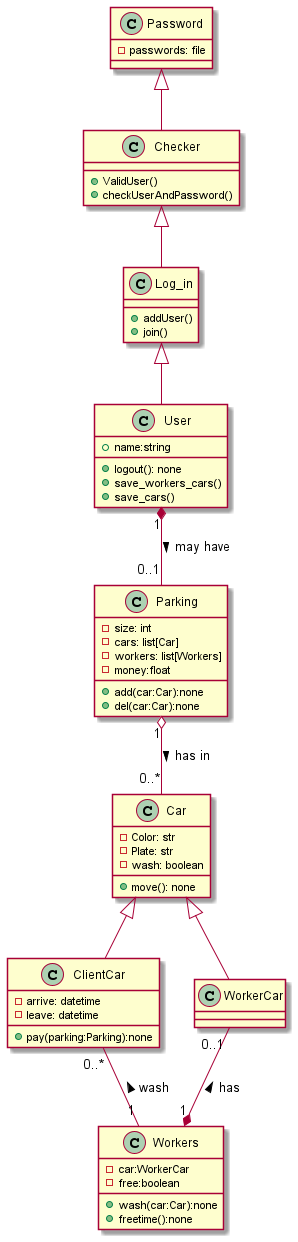 C Password
passwords: file
C Checker
ValidUser()
checkUserAndPassword()
C Log_in
addUser()
join()
C User
name:string
logout(): none
save_workers_cars()
save_cars()
1
may have
0..1
C Parking
size: int
cars: list[Car]
workers: list[Workers]
money:float
add(car:Car):none
del(car:Car):none
1
has in
0..*
C Car
Color: str
Plate: str
wash: boolean
move(): none
C ClientCar
arrive: datetime
leave: datetime
pay(parking:Parking):none
C WorkerCar
0..*
0..1
wash
has
1
1
C Workers
car:WorkerCar
free:boolean
wash(car:Car):none
freetime():none